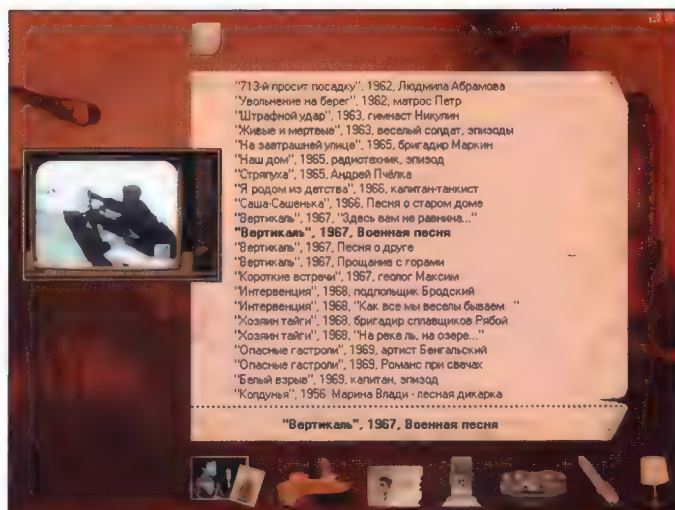 "713-й просит посадку", 1962, Людмила Абрамова
"Увольнение на берег", 1962, матрос Петр
"Штрафной удар", 1963, гимнаст Никулин
"Живые и мертвые", 1963, веселый солдат, эпизоды
"На завтрашней улице", 1965, бригадир Маркин
"Наш дом", 1965, радиотехник, эпизод
"Стряпуха", 1965, Андрей Пчёлка
"Я родом из детства", 1966, капитан-танкист
"Саша-Сашенька", 1966, Песня о старом доме
"Вертикаль", 1967, "Здесь вам не равнина..."
"Вертикаль", 1967, Военная песня
"Вертикаль", 1967, Песня о друге
"Вертикаль", 1967, Прощание с горами
"Короткие встречи", 1967, геолог Максим
"Интервенция", 1968, подпольщик Бродский
"Интервенция", 1968, "Как все мы веселы бываем..."
"Хозяин тайги", 1968, бригадир сплавщиков Рябой
"Хозяин тайги", 1968, "На реке ль, на озере..."
"Опасные гастроли", 1969, артист Бенгальский
"Опасные гастроли", 1969, Романс при свечах
"Белый взрыв", 1969, капитан, эпизод
"Колдунья", 1956 Марина Влади - лесная дикарка
"Вертикаль", 1967, Военная песня